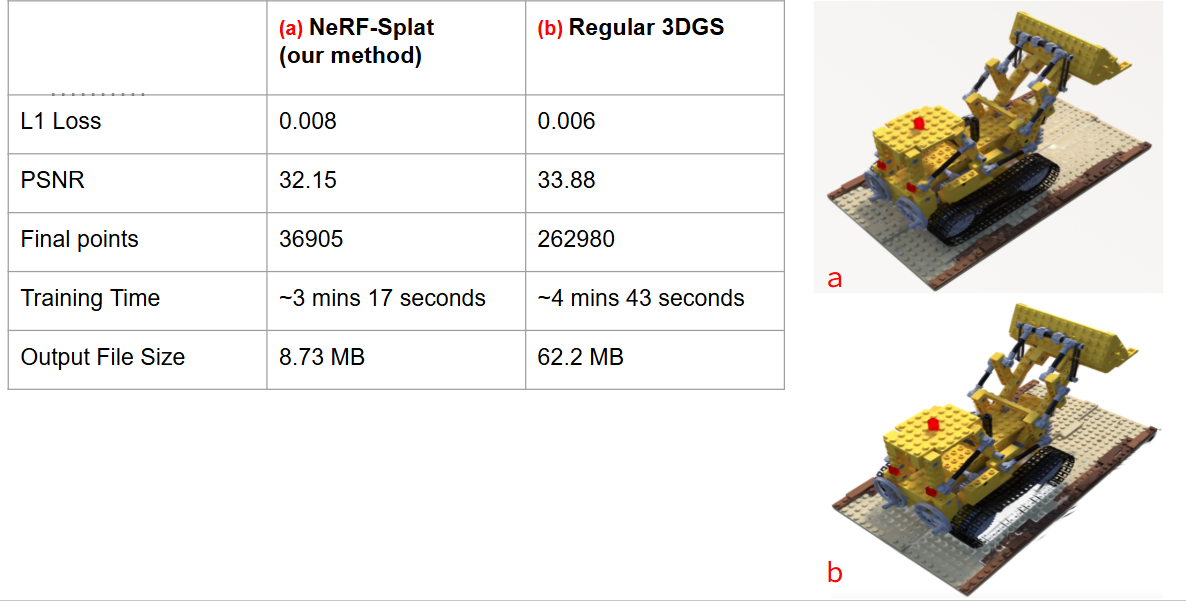 (a) NeRF-Splat (b) Regular 3DGS
(our method)
L1 Loss 0.008 0.006
PSNR 32.15 33.88
Final points 36905 262980
Training Time ~3 mins 17 seconds ~4 mins 43 seconds
Output File Size 8.73 MB 62.2 MB
a
b